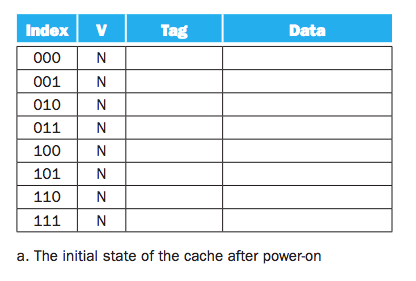 Index V Tag Data
000 N
001 N
010 N
011 N
100 N
101 N
110 N
111 N
a. The initial state of the cache after power-on